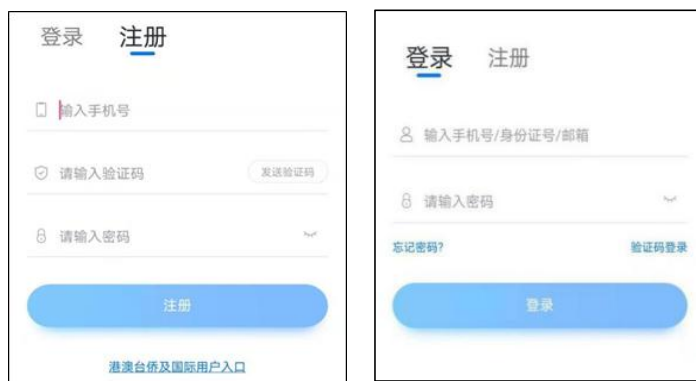 登录 注册
输入手机号
请输入验证码 发送验证码
请输入密码
注册
港澳台侨及国际用户入口
登录 注册
输入手机号/身份证号/邮箱
请输入密码
忘记密码? 验证码登录
登录